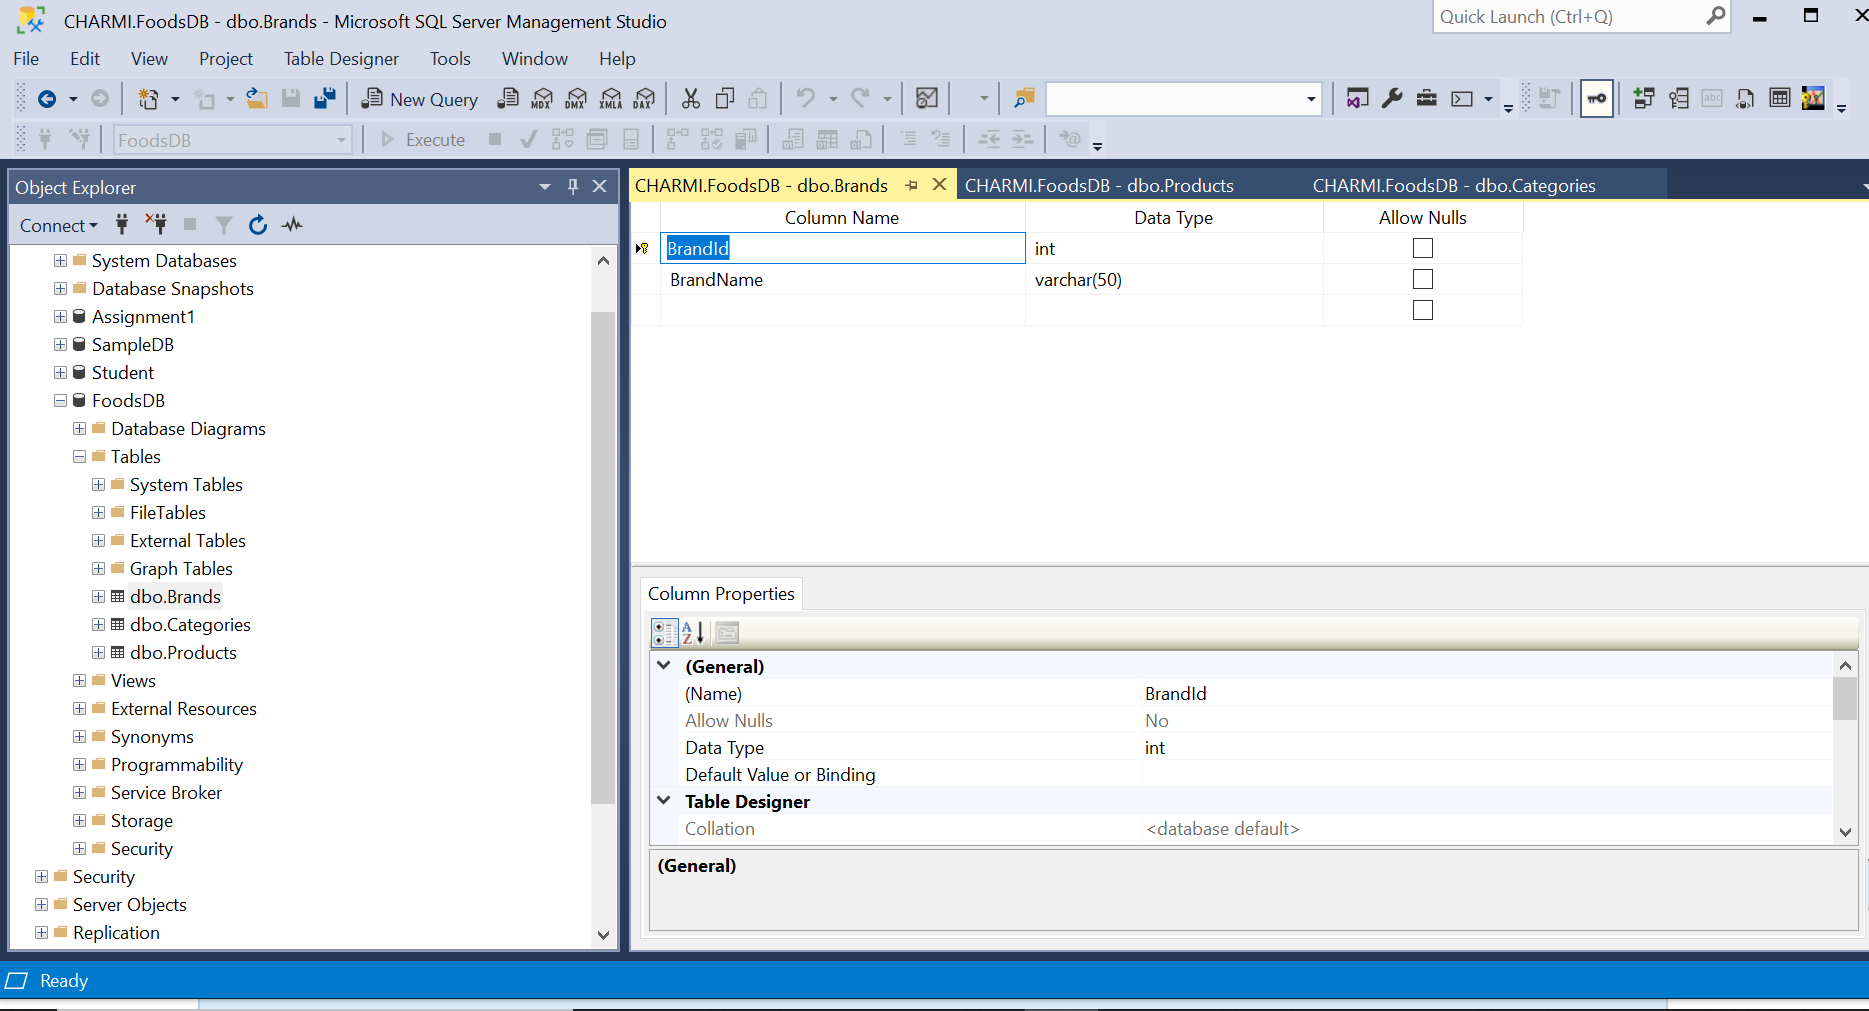 CHARMI.FoodsDB - dbo.Brands - Microsoft SQL Server Management Studio
Quick Launch (Ctrl+Q)
File Edit View Project Table Designer Tools Window Help
New Query MDX DMX XMLA DAX
abc
FoodsDB Execute
Object Explorer
CHARMI.FoodsDB - dbo.Brands CHARMI.FoodsDB - dbo.Products CHARMI.FoodsDB - dbo.Categories
Connect
Column Name Data Type Allow Nulls
BrandId int
BrandName varchar(50)
System Databases
Database Snapshots
Assignment1
SampleDB
Student
FoodsDB
Database Diagrams
Tables
System Tables
FileTables
External Tables
Graph Tables
dbo.Brands
dbo.Categories
dbo.Products
Views
External Resources
Synonyms
Programmability
Service Broker
Storage
Security
Security
Server Objects
Replication
Column Properties
(General)
(Name) BrandId
Allow Nulls No
Data Type int
Default Value or Binding
Table Designer
Collation <database default>
(General)
Ready